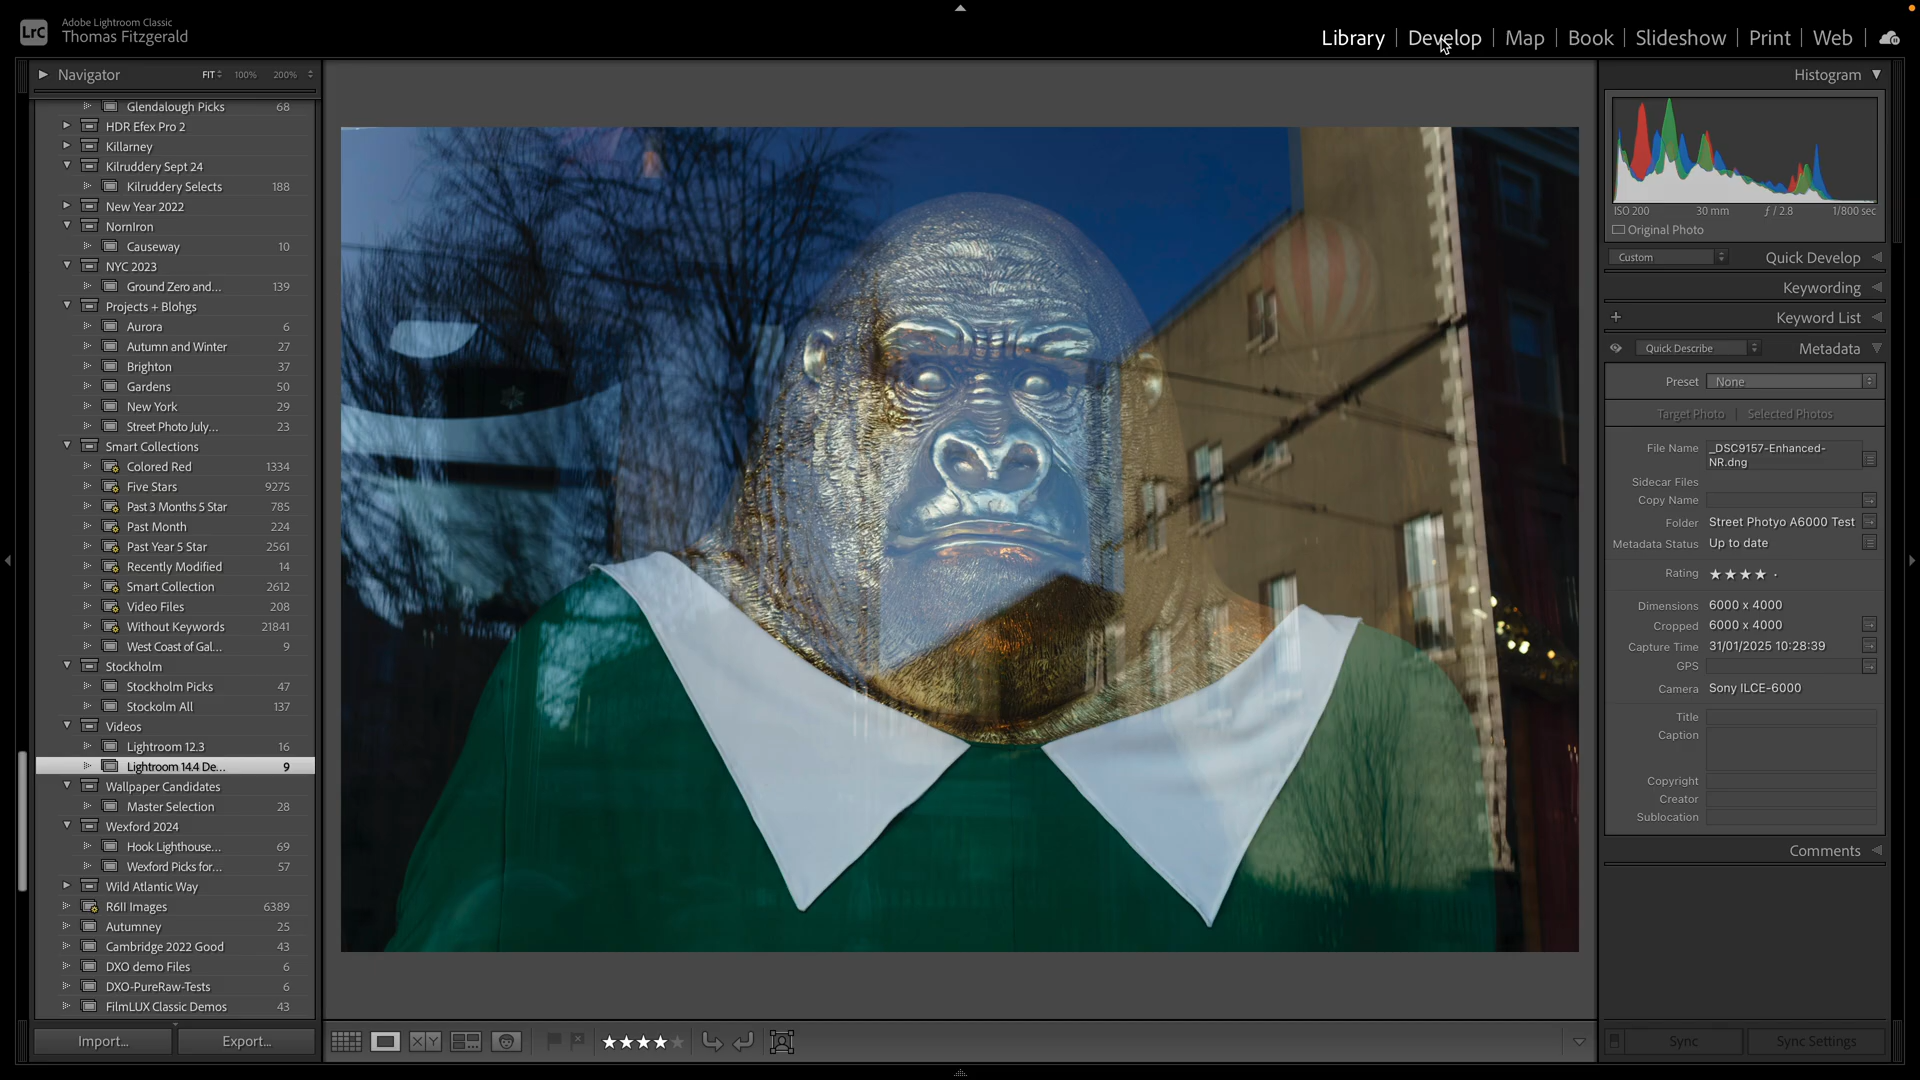 LrC
Adobe Lightroom Classic
Thomas Fitzgerald
Library | Develop | Map | Book | Slideshow | Print | Web
Navigator FIT 100% 200%
Glendalough Picks 68
HDR Efex Pro 2
Killarney
Kilruddery Sept 24
Kilruddery Selects 188
New Year 2022
NornIron
Causeway 10
NYC 2023
Ground Zero and... 139
Projects + Blohgs
Aurora 6
Autumn and Winter 27
Brighton 37
Gardens 50
New York 29
Street Photo July... 23
Smart Collections
Colored Red 1334
Five Stars 9275
Past 3 Months 5 Star 785
Past Month 224
Past Year 5 Star 2561
Recently Modified 14
Smart Collection 2612
Video Files 208
Without Keywords 21841
West Coast of Gal... 9
Stockholm
Stockholm Picks 47
Stockolm All 137
Videos
Lightroom 12.3 16
Lightroom 14.4 De... 9
Wallpaper Candidates
Master Selection 28
Wexford 2024
Hook Lighthouse... 69
Wexford Picks for... 57
Wild Atlantic Way
R6II Images 6389
Autumney 25
Cambridge 2022 Good 43
DXO demo Files 6
DXO-PureRaw-Tests 6
FilmLUX Classic Demos 43
Import... Export...
X Y
Histogram
ISO 200 30 mm ƒ / 2.8 1/800 sec
Original Photo
Custom Quick Develop
Keywording
+ Keyword List
Quick Describe Metadata
Preset None
Target Photo | Selected Photos
File Name _DSC9157-Enhanced-
NR.dng
Sidecar Files
Copy Name
Folder Street Photyo A6000 Test
Metadata Status Up to date
Rating ★★★★ ·
Dimensions 6000 x 4000
Cropped 6000 x 4000
Capture Time 31/01/2025 10:28:39
GPS
Camera Sony ILCE-6000
Title
Caption
Copyright
Creator
Sublocation
Comments
Sync Sync Settings